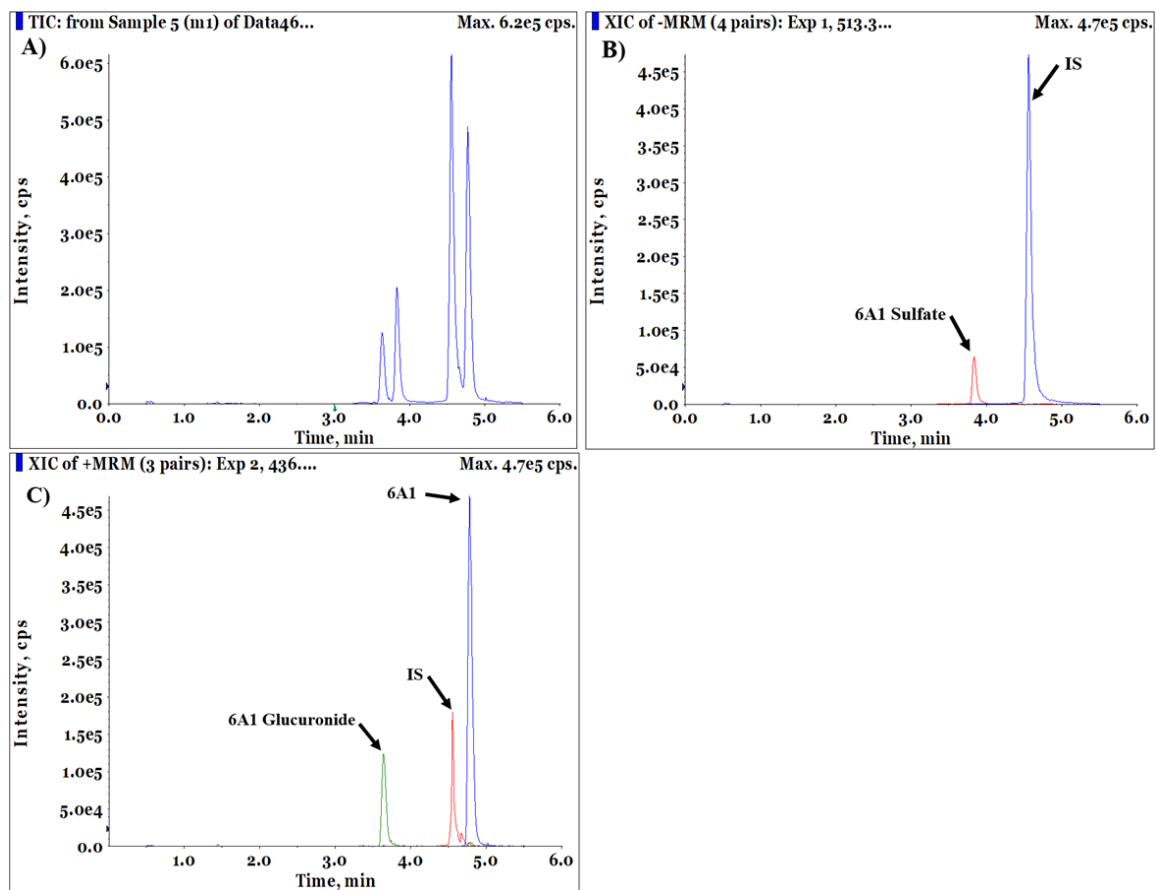 TIC: from Sample 5 (m1) of Data46... Max. 6.2e5 cps.
A)
6.0e5
5.0e5
4.0e5
3.0e5
2.0e5
1.0e5
0.0
Intensity, cps
0.0 1.0 2.0 3.0 4.0 5.0 6.0
Time, min
XIC of -MRM (4 pairs): Exp 1, 513.3... Max. 4.7e5 cps.
B)
IS
6A1 Sulfate
4.5e5
4.0e5
3.5e5
3.0e5
2.5e5
2.0e5
1.5e5
1.0e5
5.0e4
0.0
Intensity, cps
0.0 1.0 2.0 3.0 4.0 5.0 6.0
Time, min
XIC of +MRM (3 pairs): Exp 2, 436.... Max. 4.7e5 cps.
C)
6A1
IS
6A1 Glucuronide
4.5e5
4.0e5
3.5e5
3.0e5
2.5e5
2.0e5
1.5e5
1.0e5
5.0e4
0.0
Intensity, cps
1.0 2.0 3.0 4.0 5.0 6.0
Time, min